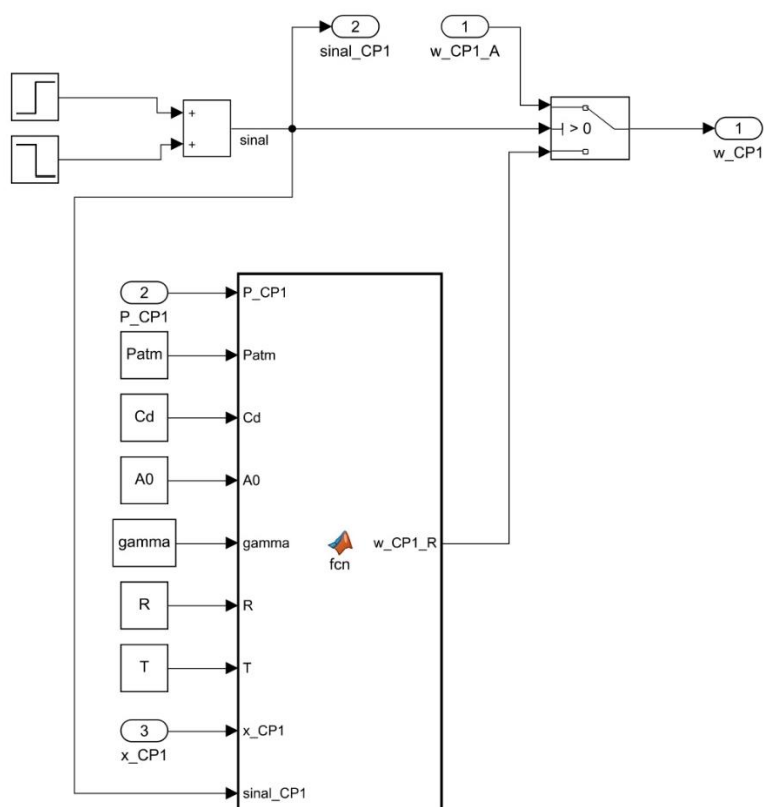 2
sinal_CP1
1
w_CP1_A
+
+
sinal
> 0
1
w_CP1
2
P_CP1
P_CP1
Patm
Patm
Cd
Cd
A0
A0
gamma
gamma
fcn
w_CP1_R
R
R
T
T
3
x_CP1
x_CP1
sinal_CP1